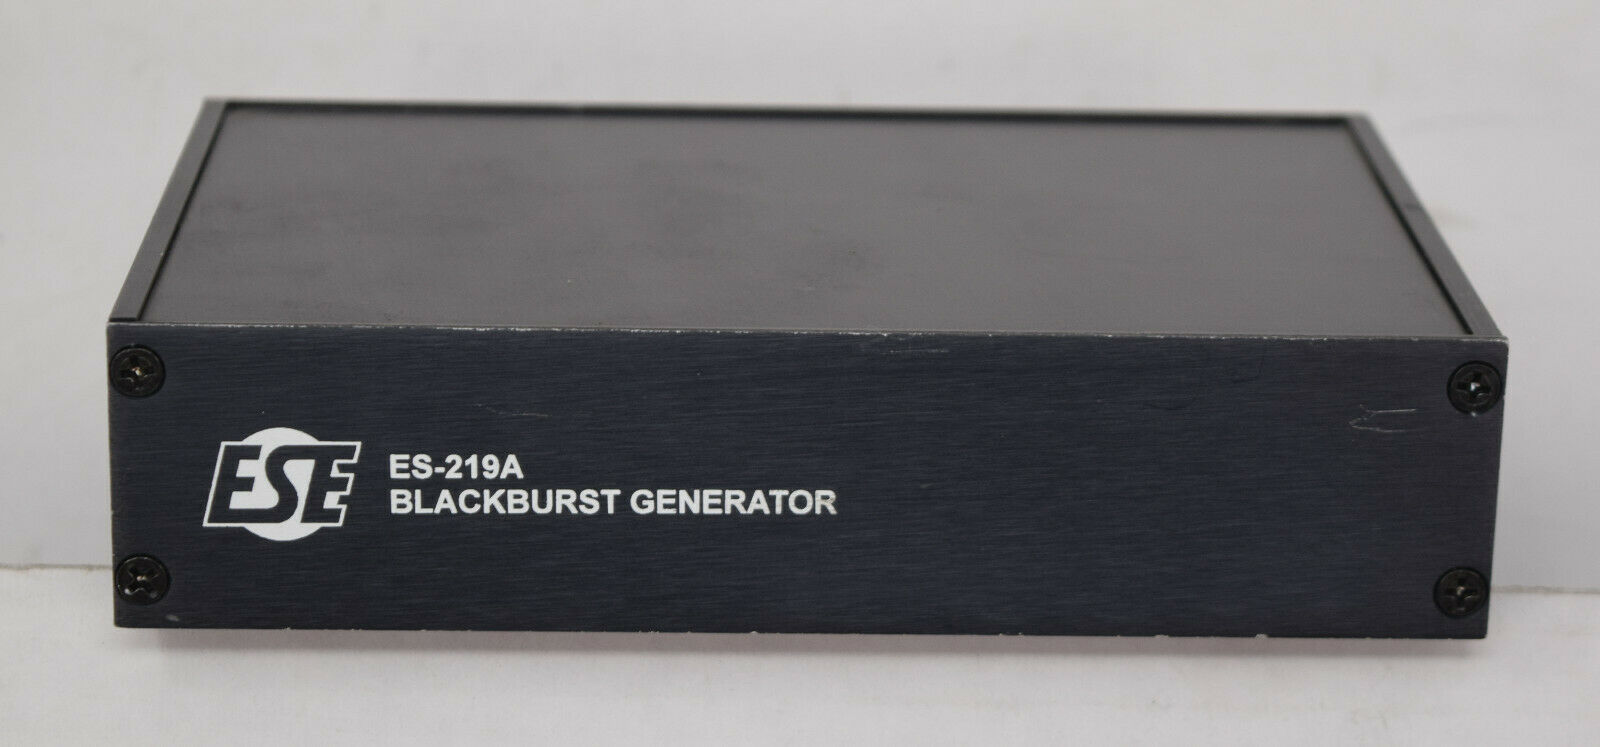 ESE
ES-219A
BLACKBURST GENERATOR